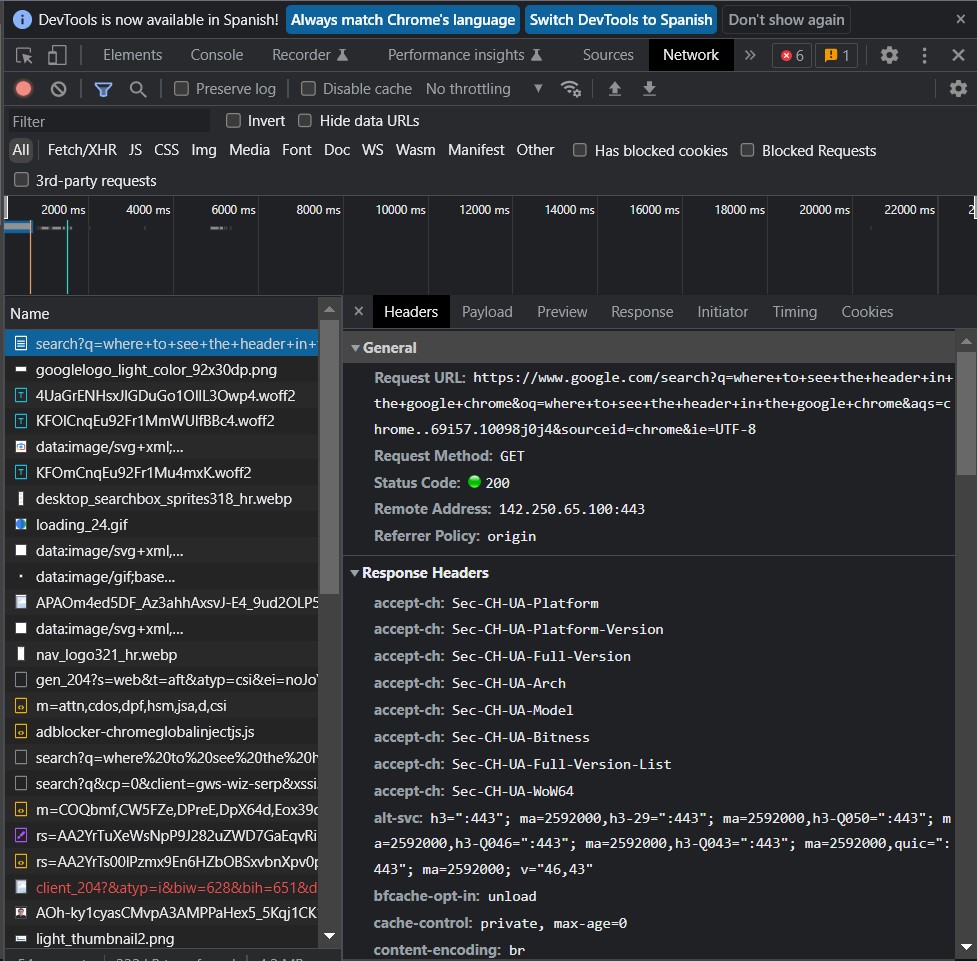 DevTools is now available in Spanish! Always match Chrome's language Switch DevTools to Spanish Don't show again
Elements Console Recorder Performance insights Sources Network 6 1
Preserve log Disable cache No throttling
Filter Invert Hide data URLs
All Fetch/XHR JS CSS Img Media Font Doc WS Wasm Manifest Other Has blocked cookies Blocked Requests
3rd-party requests
2000 ms 4000 ms 6000 ms 8000 ms 10000 ms 12000 ms 14000 ms 16000 ms 18000 ms 20000 ms 22000 ms 2
Name
search?q=where+to+see+the+header+in+
googlelogo_light_color_92x30dp.png
4UaGrENHsxJlGDuGo1OIlL3Owp4.woff2
KFOlCnqEu92Fr1MmWUlfBBc4.woff2
data:image/svg+xml;...
KFOmCnqEu92Fr1Mu4mxK.woff2
desktop_searchbox_sprites318_hr.webp
loading_24.gif
data:image/svg+xml,...
data:image/gif;base...
APAOm4ed5DF_Az3ahhAxsvJ-E4_9ud2OLP5
data:image/svg+xml,...
nav_logo321_hr.webp
gen_204?s=web&t=aft&atyp=csi&ei=noJoY
m=attn,cdos,dpf,hsm,jsa,d,csi
adblocker-chromeglobalinjectjs.js
search?q=where%20to%20see%20the%20h
search?q&cp=0&client=gws-wiz-serp&xssi
m=COQbmf,CW5FZe,DPreE,DpX64d,Eox39d
rs=AA2YrTuXeWsNpP9J282uZWD7GaEqvRi
rs=AA2YrTs00IPzmx9En6HZbOBSxvbnXpv0p
client_204?&atyp=i&biw=628&bih=651&d
AOh-ky1cyasCMvpA3AMPPaHex5_5Kqj1CK
light_thumbnail2.png
Headers Payload Preview Response Initiator Timing Cookies
General
Request URL: https://www.google.com/search?q=where+to+see+the+header+in+
the+google+chrome&oq=where+to+see+the+header+in+the+google+chrome&aqs=c
hrome..69i57.10098j0j4&sourceid=chrome&ie=UTF-8
Request Method: GET
Status Code: 200
Remote Address: 142.250.65.100:443
Referrer Policy: origin
Response Headers
accept-ch: Sec-CH-UA-Platform
accept-ch: Sec-CH-UA-Platform-Version
accept-ch: Sec-CH-UA-Full-Version
accept-ch: Sec-CH-UA-Arch
accept-ch: Sec-CH-UA-Model
accept-ch: Sec-CH-UA-Bitness
accept-ch: Sec-CH-UA-Full-Version-List
accept-ch: Sec-CH-UA-WoW64
alt-svc: h3=":443"; ma=2592000,h3-29=":443"; ma=2592000,h3-Q050=":443"; m
a=2592000,h3-Q046=":443"; ma=2592000,h3-Q043=":443"; ma=2592000,quic=":
443"; ma=2592000; v="46,43"
bfcache-opt-in: unload
cache-control: private, max-age=0
content-encoding: br